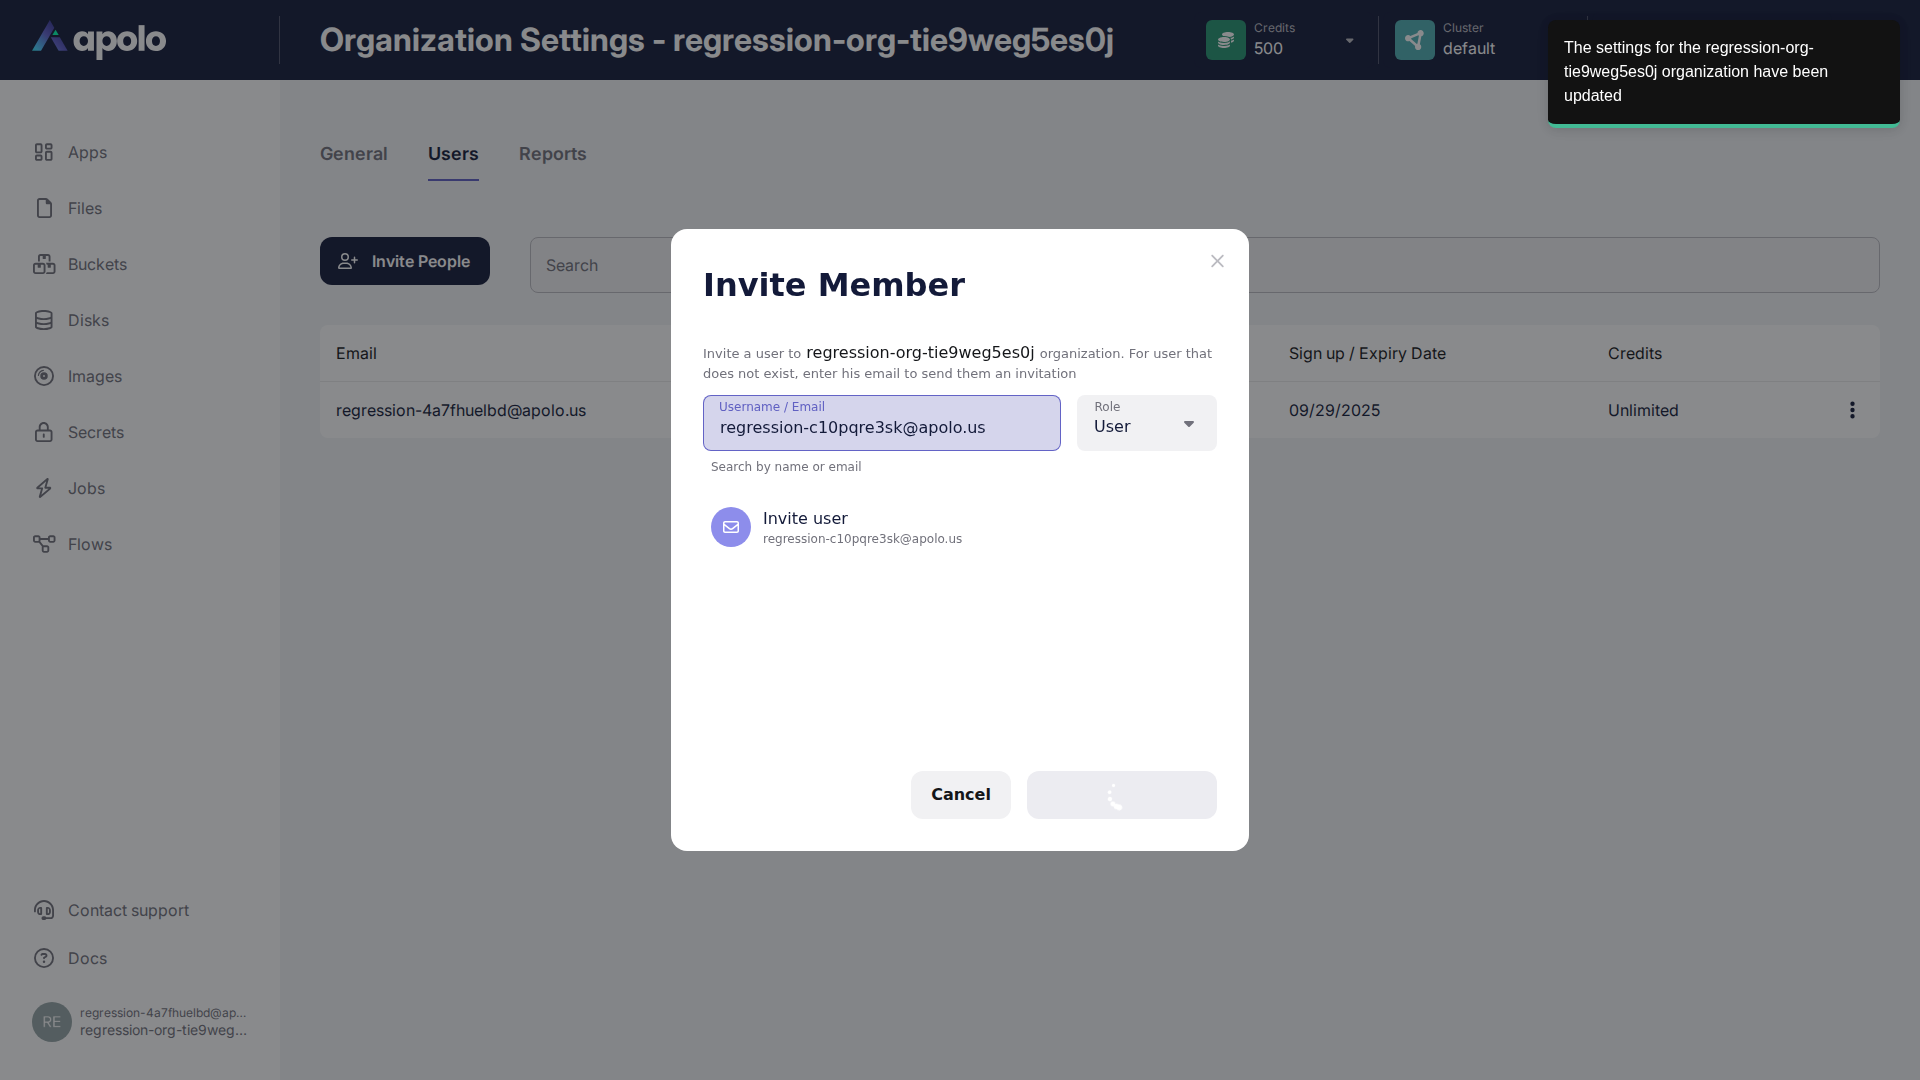 apolo
Organization Settings - regression-org-tie9weg5es0j
Credits
500
Cluster
default
The settings for the regression-org-
tie9weg5es0j organization have been
updated
Apps
Files
Buckets
Disks
Images
Secrets
Jobs
Flows
Contact support
Docs
RE
regression-4a7fhuelbd@ap...
regression-org-tie9weg...
General
Users
Reports
Invite People
Search
Email
Sign up / Expiry Date
Credits
regression-4a7fhuelbd@apolo.us
09/29/2025
Unlimited
Invite Member
Invite a user to regression-org-tie9weg5es0j organization. For user that
does not exist, enter his email to send them an invitation
Username / Email
regression-c10pqre3sk@apolo.us
Role
User
Search by name or email
Invite user
regression-c10pqre3sk@apolo.us
Cancel